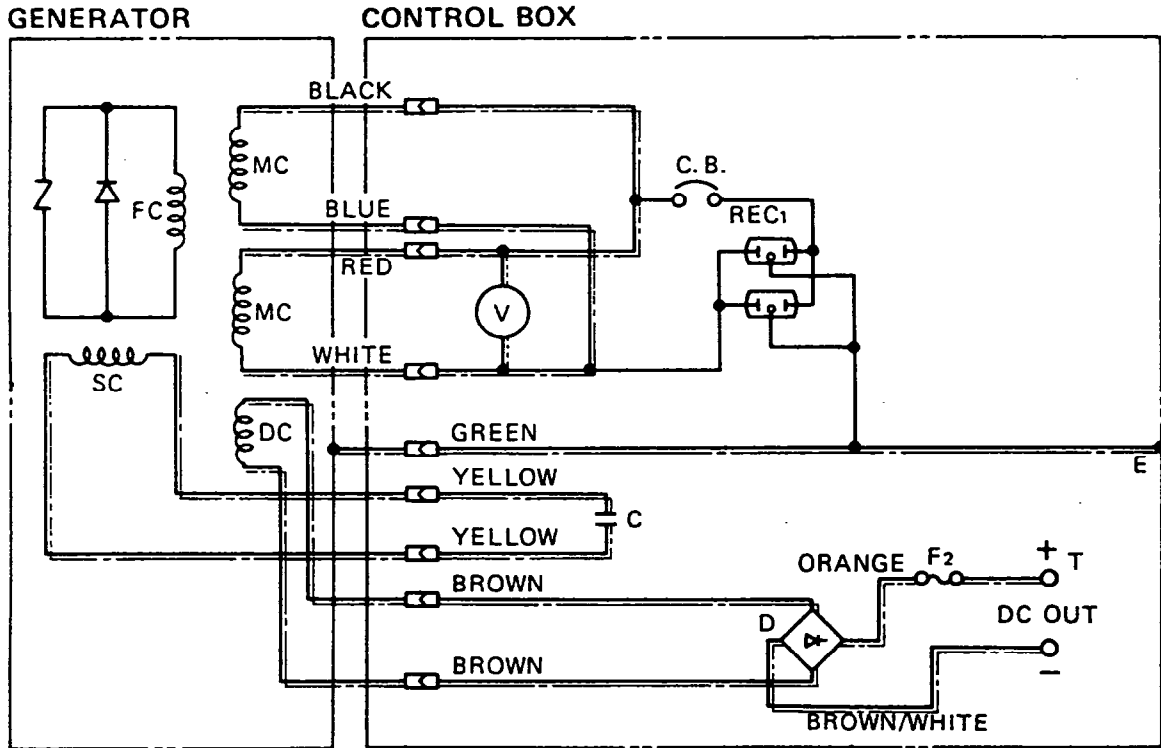 GENERATOR
CONTROL BOX
BLACK
MC
C. B.
FC
BLUE
REC1
RED
V
MC
WHITE
SC
DC
GREEN
E
YELLOW
C
YELLOW
ORANGE
F2
+
T
BROWN
D
DC OUT
BROWN
−
BROWN/WHITE